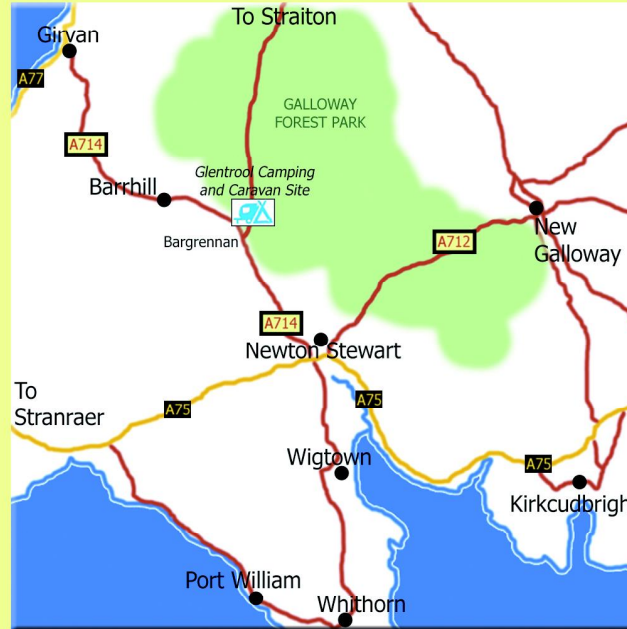 To Straiton
Girvan
A77
GALLOWAY
FOREST PARK
A714
Glentrool Camping
and Caravan Site
Barrhill
Bargrennan
New
Galloway
A712
A714
Newton Stewart
To
Stranraer
A75
A75
Wigtown
A75
Kirkcudbrigh
Port William
Whithorn